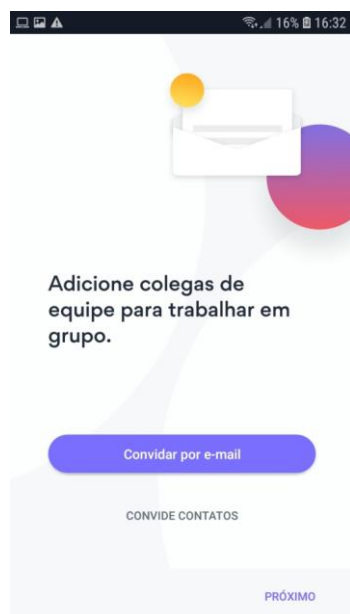 16% 16:32
Adicione colegas de
equipe para trabalhar em
grupo.
Convidar por e-mail
CONVIDE CONTATOS
PRÓXIMO